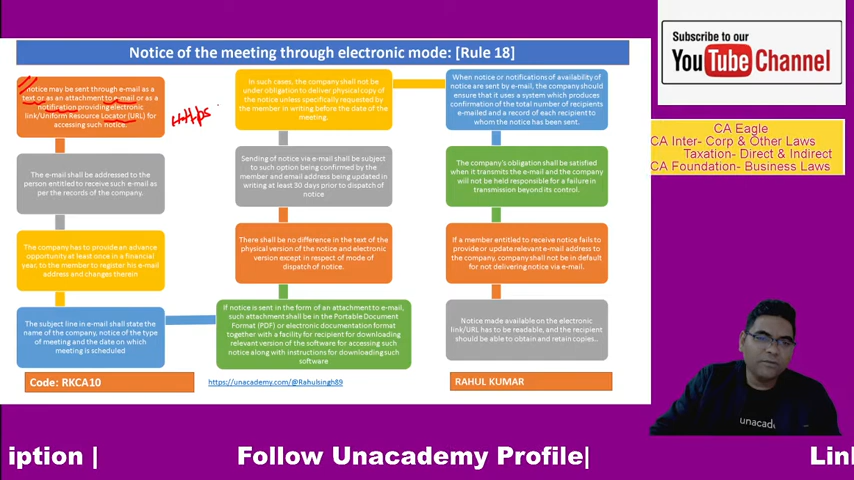 Notice of the meeting through electronic mode: [Rule 18]
Notice may be sent through e-mail as a
text or as an attachment to e-mail or as a
notification providing electronic
link/Uniform Resource Locator (URL) for
accessing such notice.
https
The e-mail shall be addressed to the
person entitled to receive such e-mail as
per the records of the company.
The company has to provide an advance
opportunity at least once in a financial
year, to the member to register his e-mail
address and changes therein
The subject line in e-mail shall state the
name of the company, notice of the type
of meeting and the date on which
meeting is scheduled
In such cases, the company shall not be
under obligation to deliver physical copy of
the notice unless specifically requested by
the member in writing before the date of the
meeting.
Sending of notice via e-mail shall be subject
to such option being confirmed by the
member and email address being updated in
writing at least 30 days prior to dispatch of
notice
There shall be no difference in the text of the
physical version of the notice and electronic
version except in respect of mode of
dispatch of notice.
If notice is sent in the form of an attachment to e-mail,
such attachment shall be in the Portable Document
Format (PDF) or electronic documentation format
together with a facility for recipient for downloading
relevant version of the software for accessing such
notice along with instructions for downloading such
software
When notice or notifications of availability of
notice are sent by e-mail, the company should
ensure that it uses a system which produces
confirmation of the total number of recipients
e-mailed and a record of each recipient to
whom the notice has been sent.
The company's obligation shall be satisfied
when it transmits the e-mail and the company
will not be held responsible for a failure in
transmission beyond its control.
If a member entitled to receive notice fails to
provide or update relevant e-mail address to
the company, company shall not be in default
for not delivering notice via e-mail.
Notice made available on the electronic
link/URL has to be readable, and the recipient
should be able to obtain and retain copies..
Code: RKCA10
https://unacademy.com/@Rahulsingh89
RAHUL KUMAR
Subscribe to our
YouTube CHANNEL
CA Eagle
CA Inter- Corp & Other Laws
Taxation- Direct & Indirect
CA Foundation- Business Laws
unacade
iption | Follow Unacademy Profile| Lin